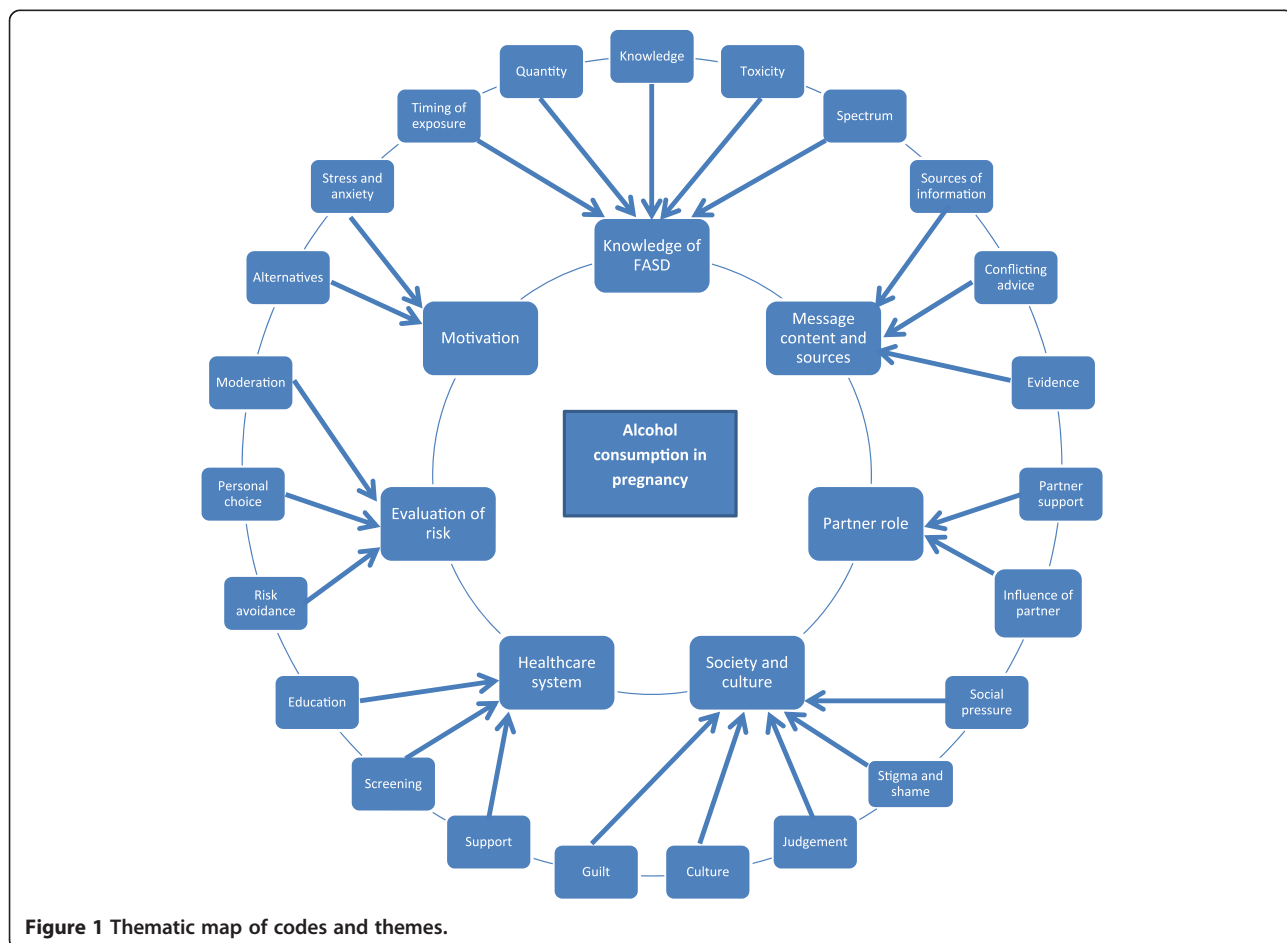 Knowledge
Quantity
Toxicity
Timing of
exposure
Spectrum
Stress and
anxiety
Sources of
information
Knowledge of
FASD
Alternatives
Conflicting
advice
Motivation
Message
content and
sources
Moderation
Evidence
Alcohol
consumption in
pregnancy
Personal
choice
Partner
support
Evaluation of
risk
Partner role
Risk
avoidance
Influence of
partner
Healthcare
system
Society and
culture
Education
Social
pressure
Screening
Stigma and
shame
Support
Judgement
Guilt
Culture
Figure 1 Thematic map of codes and themes.